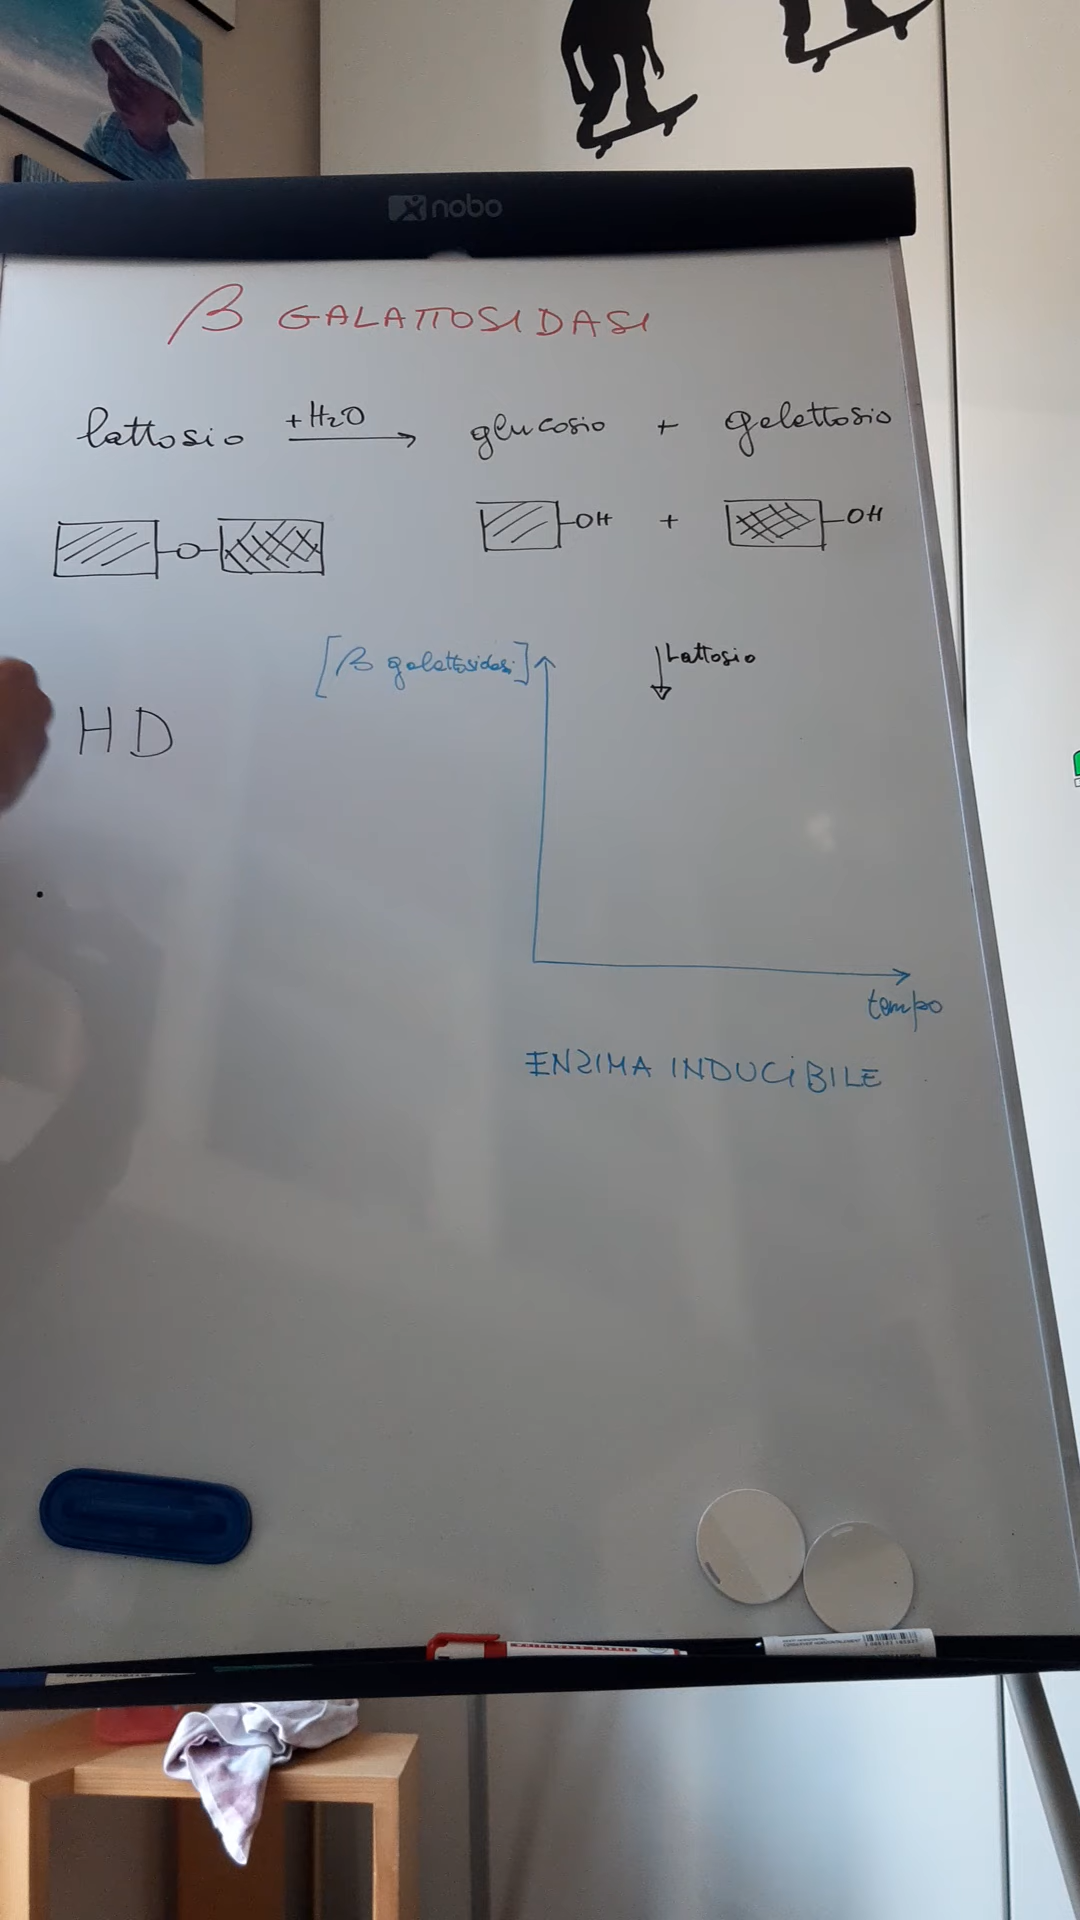 nobo
β GALATTOSIDASI
lattosio +H2O → glucosio + galattosio
-O- -OH + -OH
[β galattosidasi] ↓ Lattosio
HD
tempo
ENZIMA INDUCiBILE